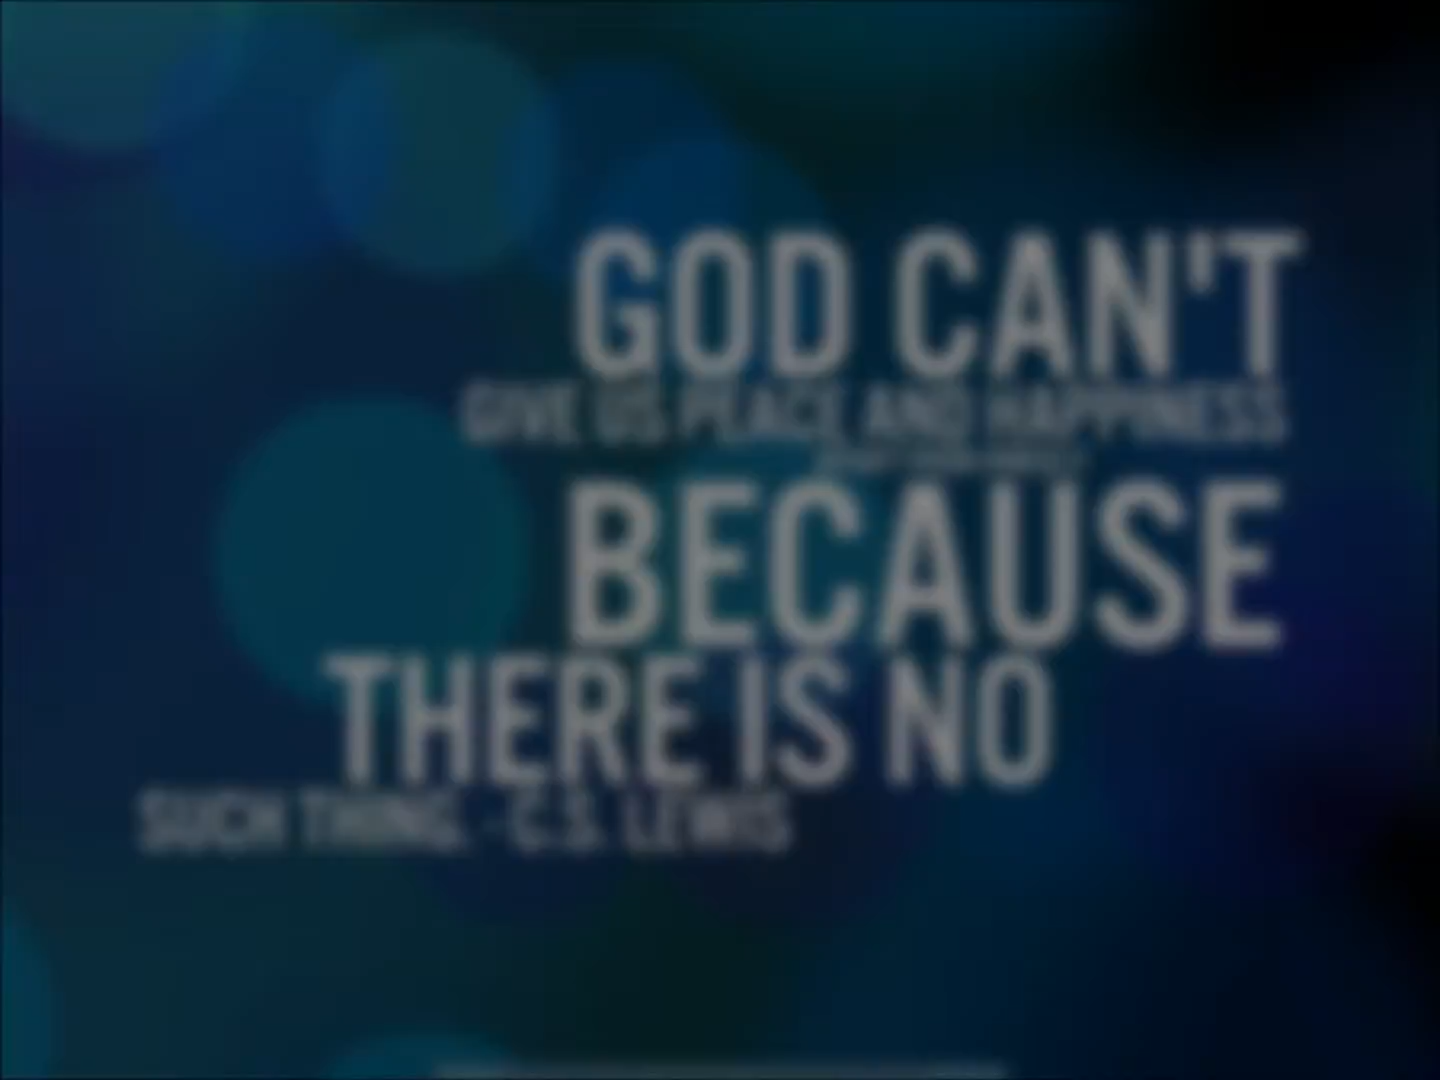 GOD CAN'T
GIVE US PEACE AND HAPPINESS
BECAUSE
THERE IS NO
SUCH THING. -C.S. LEWIS